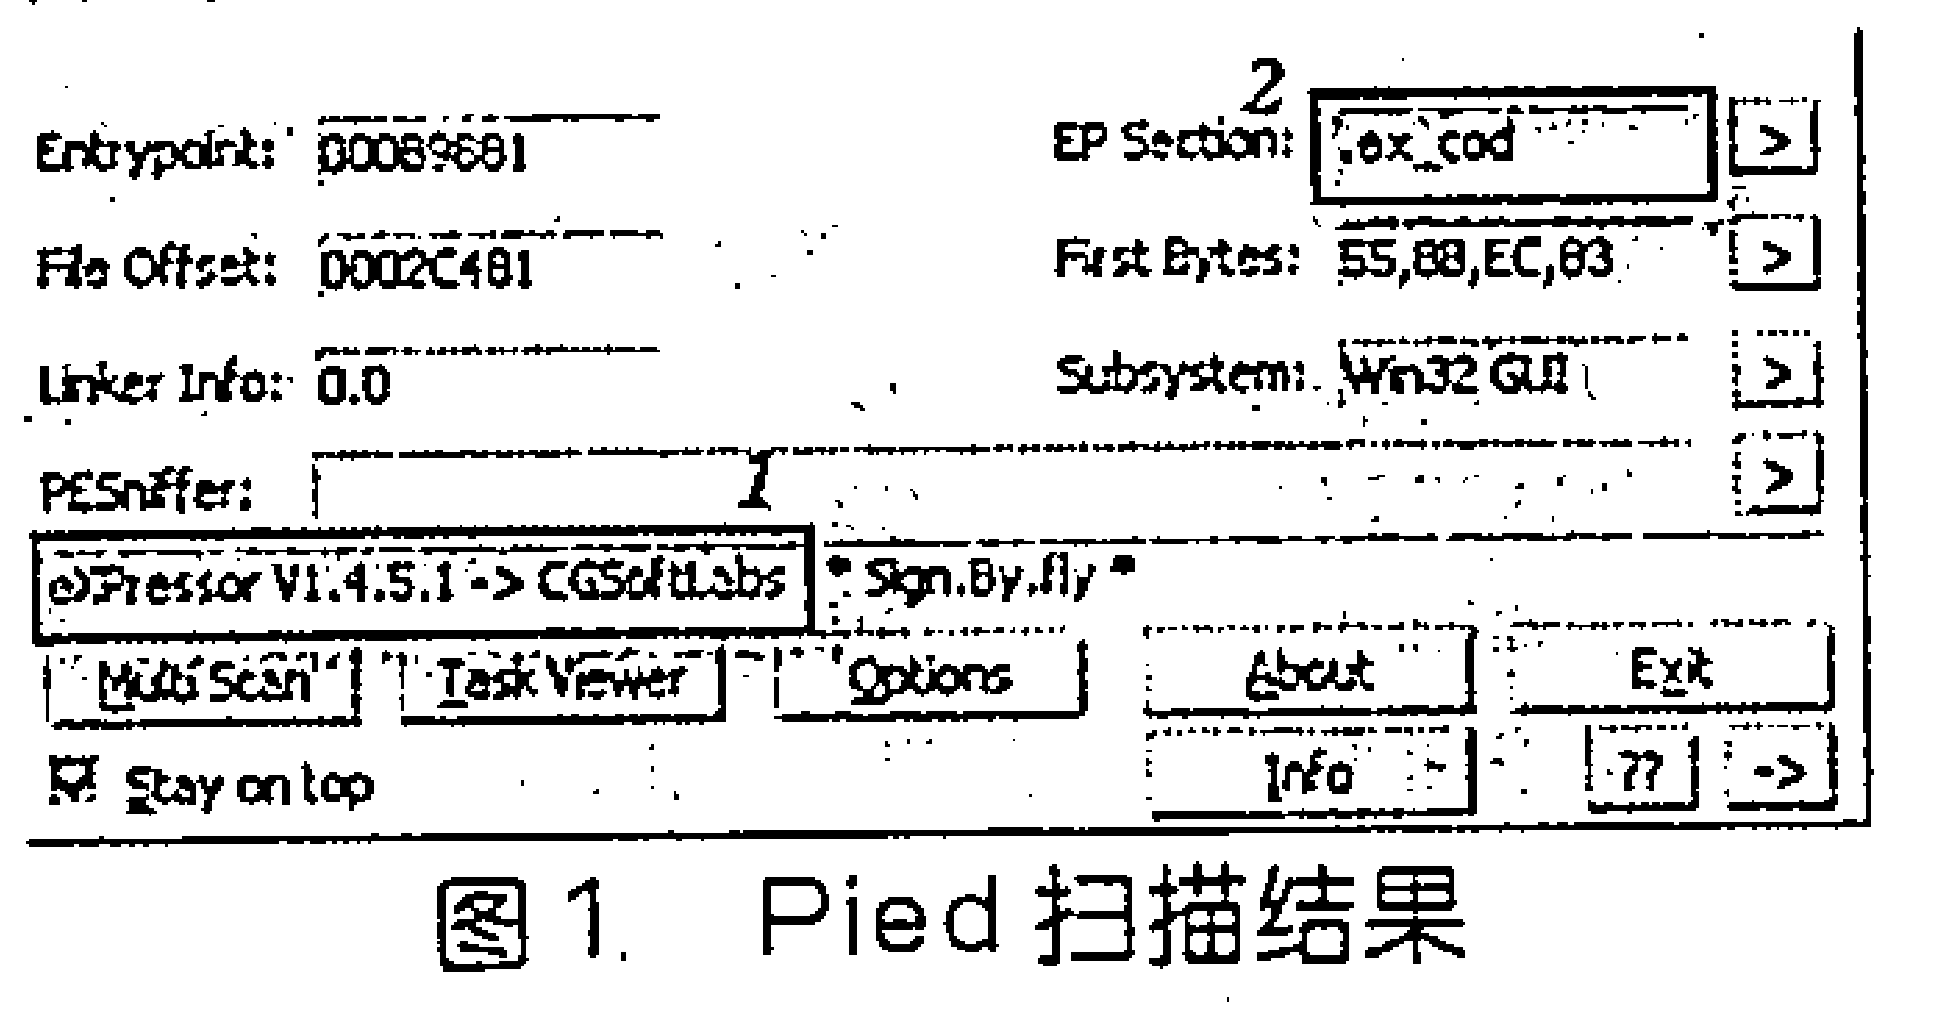 2
Entrypoint: 00089681 EP Section: .ex_cod >
File Offset: 0002C481 First Bytes: 55,8B,EC,83 >
Linker Info: 0.0 Subsystem: Win32 GUI >
PESniffer: >
1
eXPressor V1.4.5.1 -> CGSoftLabs * Sign.By.fly *
Multi Scan Task Viewer Options About Exit
Stay on top Info ?? ->
图 1. Pied 扫描结果